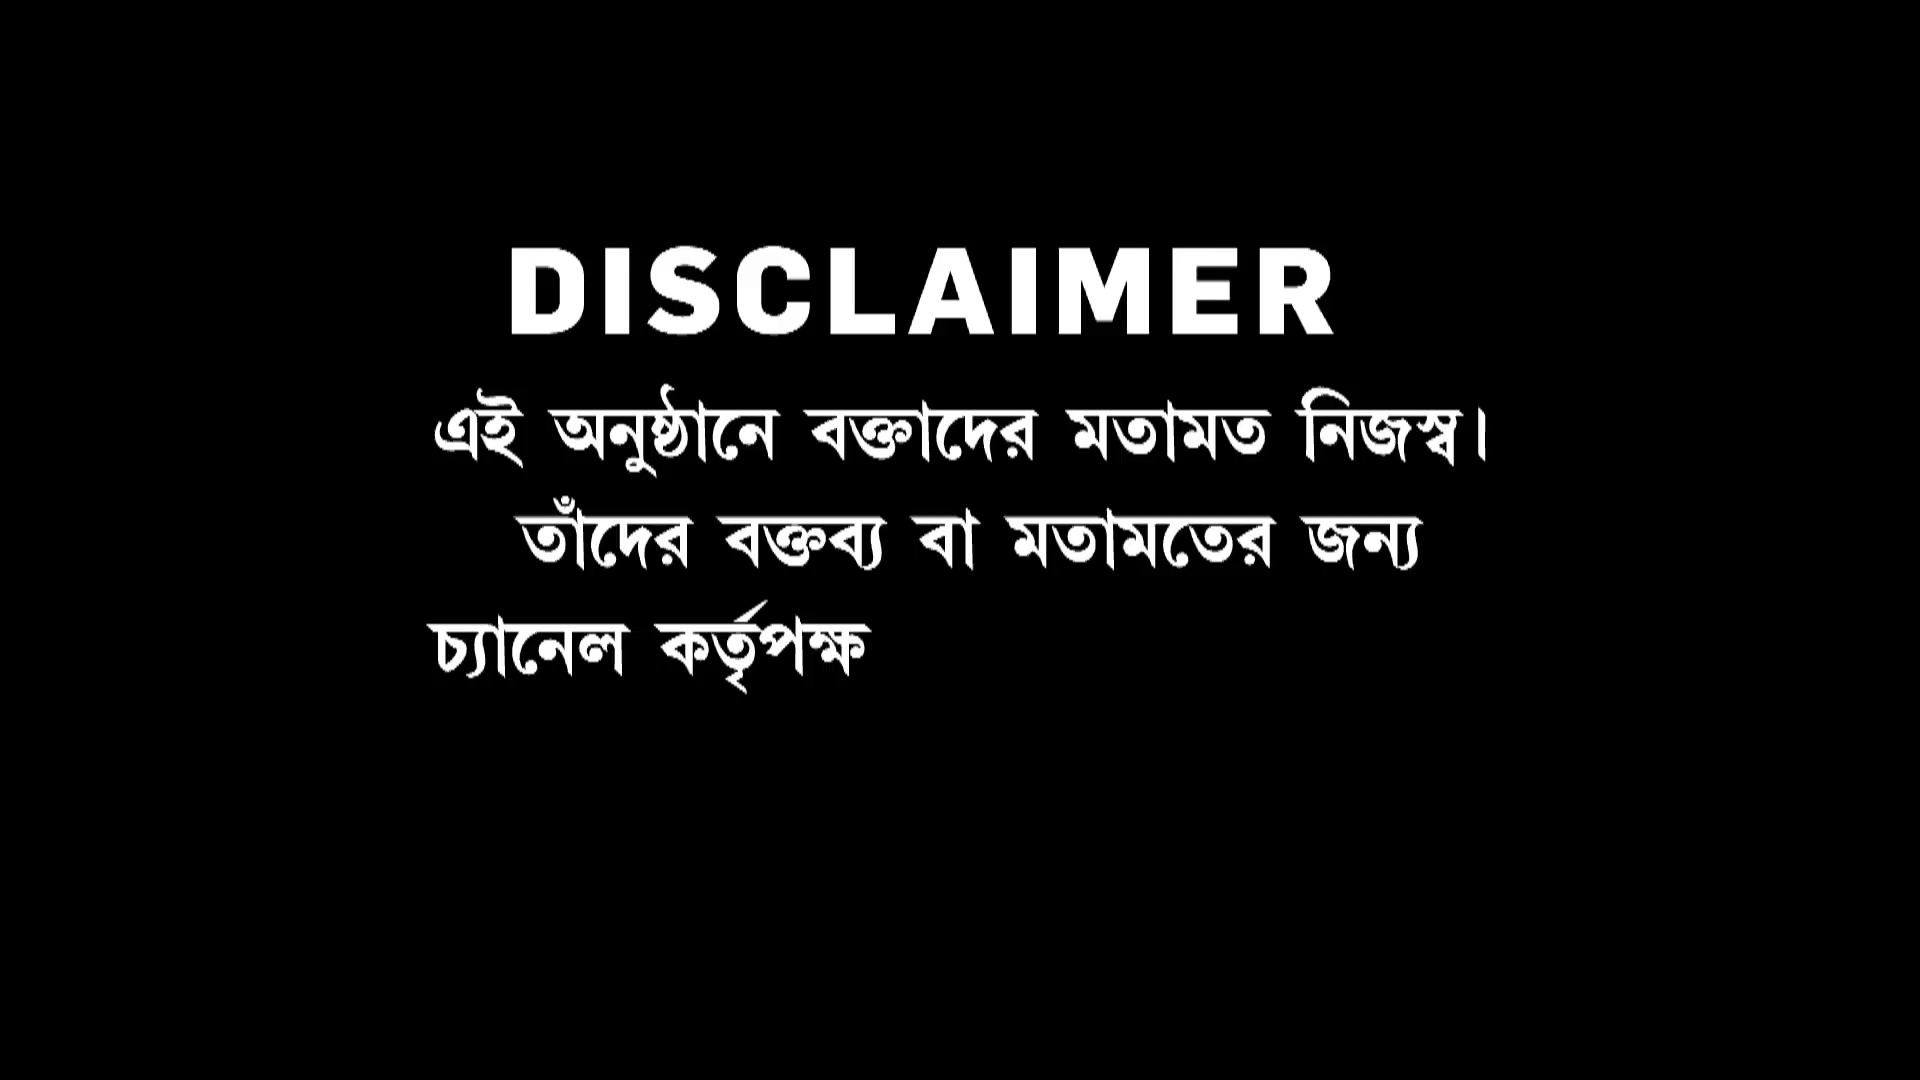 DISCLAIMER
এই অনুষ্ঠানে বক্তাদের মতামত নিজস্ব।
তাঁদের বক্তব্য বা মতামতের জন্য
চ্যানেল কর্তৃপক্ষ